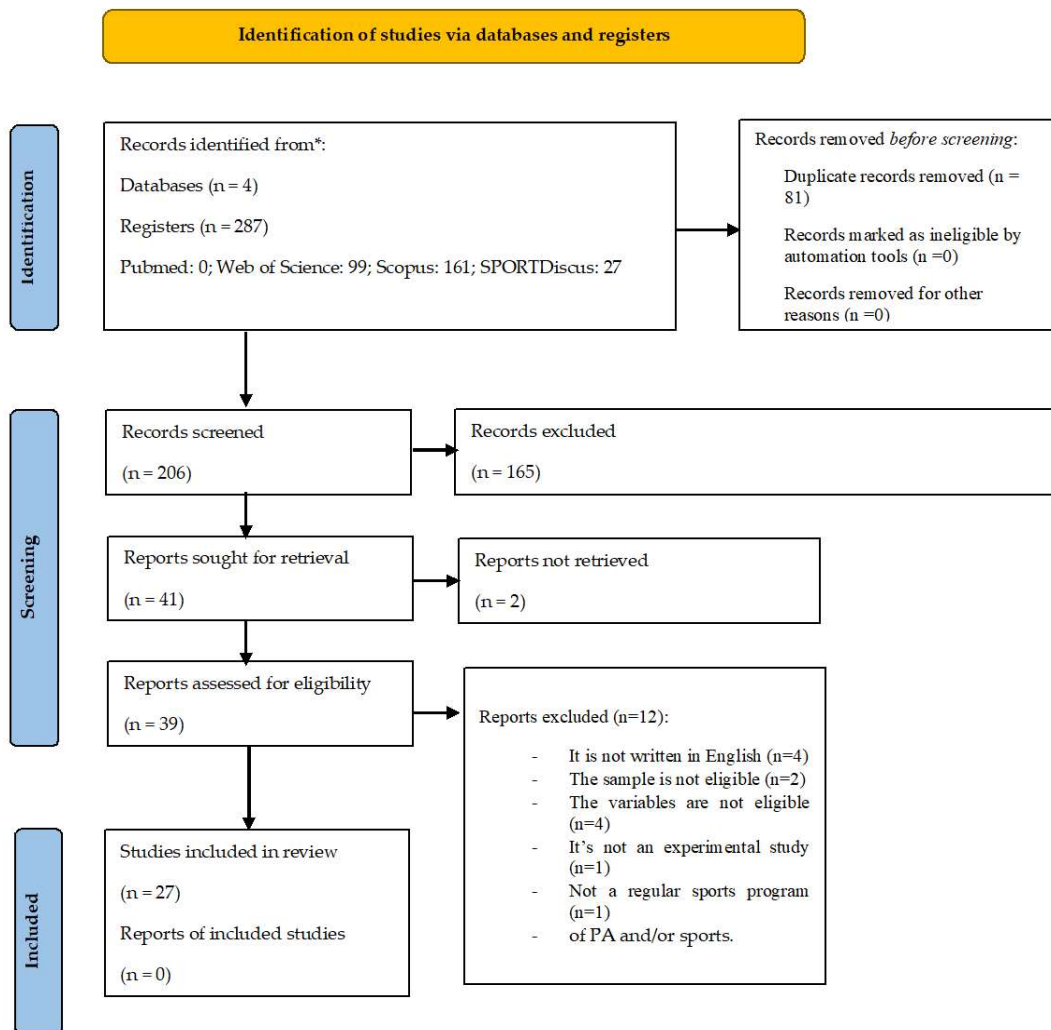 Identification of studies via databases and registers
Identification
Records identified from*:
Databases (n = 4)
Registers (n = 287)
Pubmed: 0; Web of Science: 99; Scopus: 161; SPORTDiscus: 27
Records removed before screening:
Duplicate records removed (n =
81)
Records marked as ineligible by
automation tools (n =0)
Records removed for other
reasons (n =0)
Screening
Records screened
(n = 206)
Records excluded
(n = 165)
Reports sought for retrieval
(n = 41)
Reports not retrieved
(n = 2)
Reports assessed for eligibility
(n = 39)
Reports excluded (n=12):
- It is not written in English (n=4)
- The sample is not eligible (n=2)
- The variables are not eligible
(n=4)
- It’s not an experimental study
(n=1)
- Not a regular sports program
(n=1)
- of PA and/or sports.
Included
Studies included in review
(n = 27)
Reports of included studies
(n = 0)